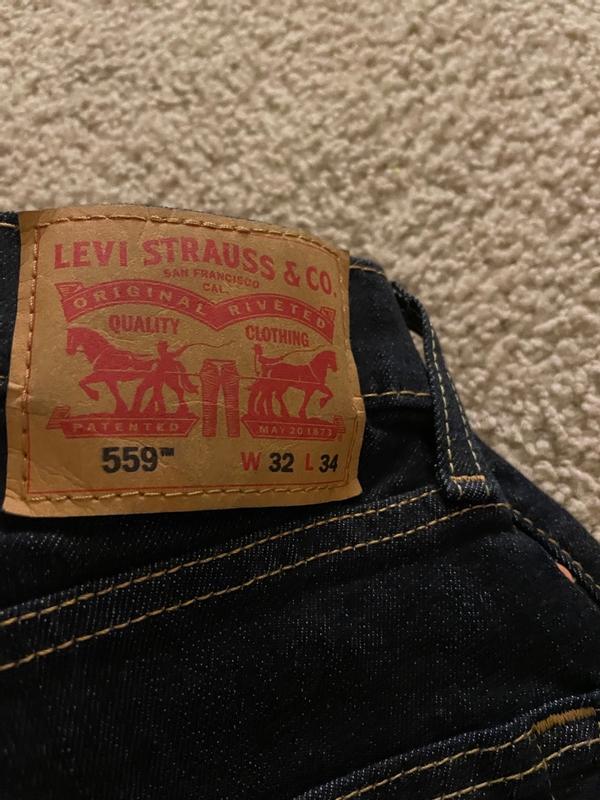 LEVI STRAUSS & CO.
SAN FRANCISCO
CAL.
ORIGINAL RIVETED
QUALITY CLOTHING
PATENTED MAY 20 1873
559™ W 32 L 34